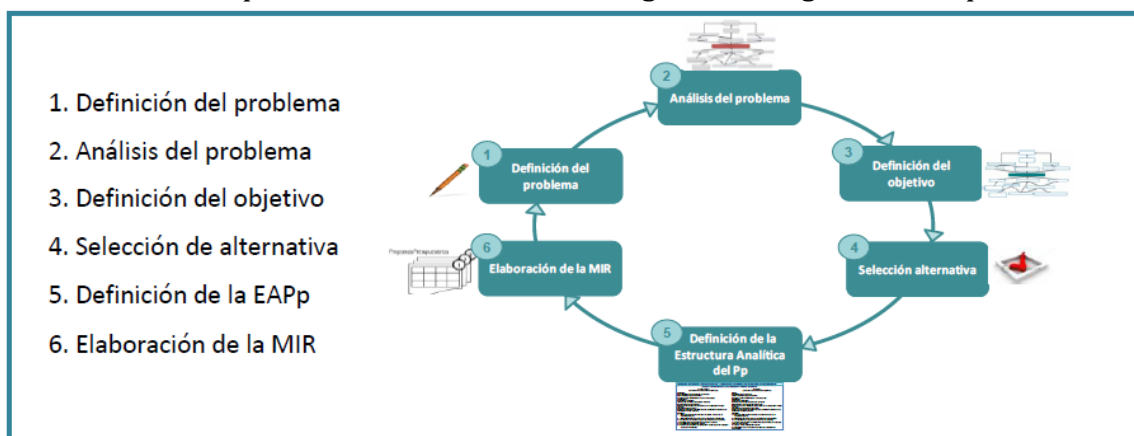 1. Definición del problema
2. Análisis del problema
3. Definición del objetivo
4. Selección de alternativa
5. Definición de la EAPp
6. Elaboración de la MIR
2
Análisis del problema
1
Definición del
problema
3
Definición del
objetivo
6
Elaboración de la MIR
4
Selección alternativa
5
Definición de la
Estructura Analítica
del Pp